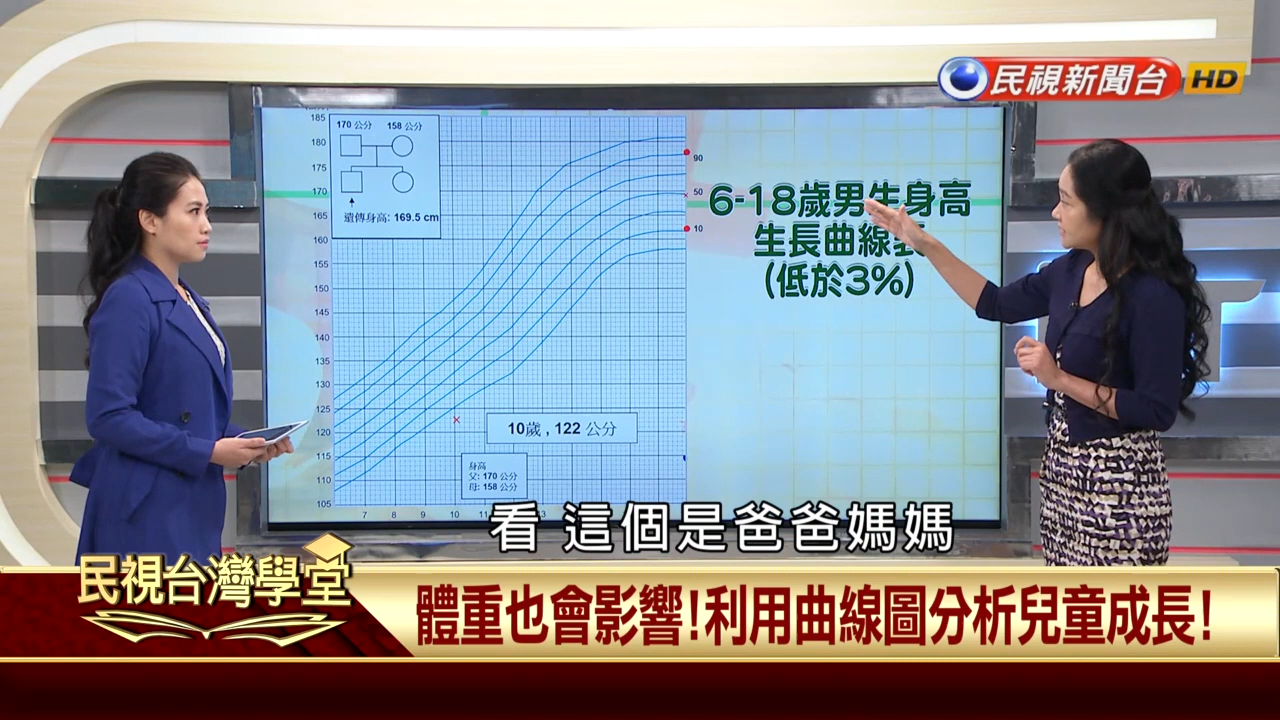 民視新聞台 HD
170 公分 158 公分
遺傳身高: 169.5 cm
185
180
175
170
165
160
155
150
145
140
135
130
125
120
115
110
105
7 8 9 10 11
90
50
10
6-18歲男生身高
生長曲線表
(低於3%)
10歲 , 122 公分
身高
父: 170 公分
母: 158 公分
看 這個是爸爸媽媽
民視台灣學堂
體重也會影響!利用曲線圖分析兒童成長!